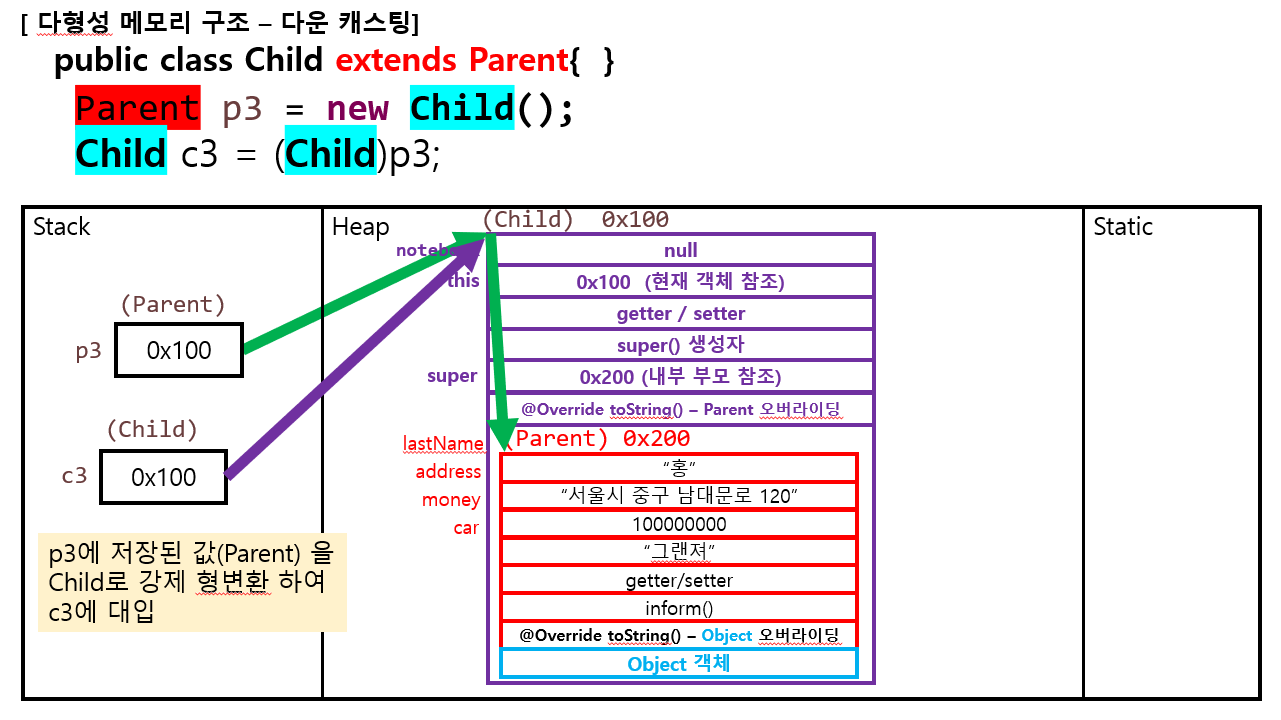 [ 다형성 메모리 구조 – 다운 캐스팅]
public class Child extends Parent{ }
Parent p3 = new Child();
Child c3 = (Child)p3;
Stack
Heap
Static
(Child) 0x100
null
this
0x100 (현재 객체 참조)
getter / setter
super() 생성자
super
0x200 (내부 부모 참조)
@Override toString() – Parent 오버라이딩
(Parent)
p3
0x100
(Child)
c3
0x100
(Parent) 0x200
lastName
“홍”
address
“서울시 중구 남대문로 120”
money
100000000
car
“그랜져”
getter/setter
inform()
@Override toString() – Object 오버라이딩
Object 객체
p3에 저장된 값(Parent) 을
Child로 강제 형변환 하여
c3에 대입